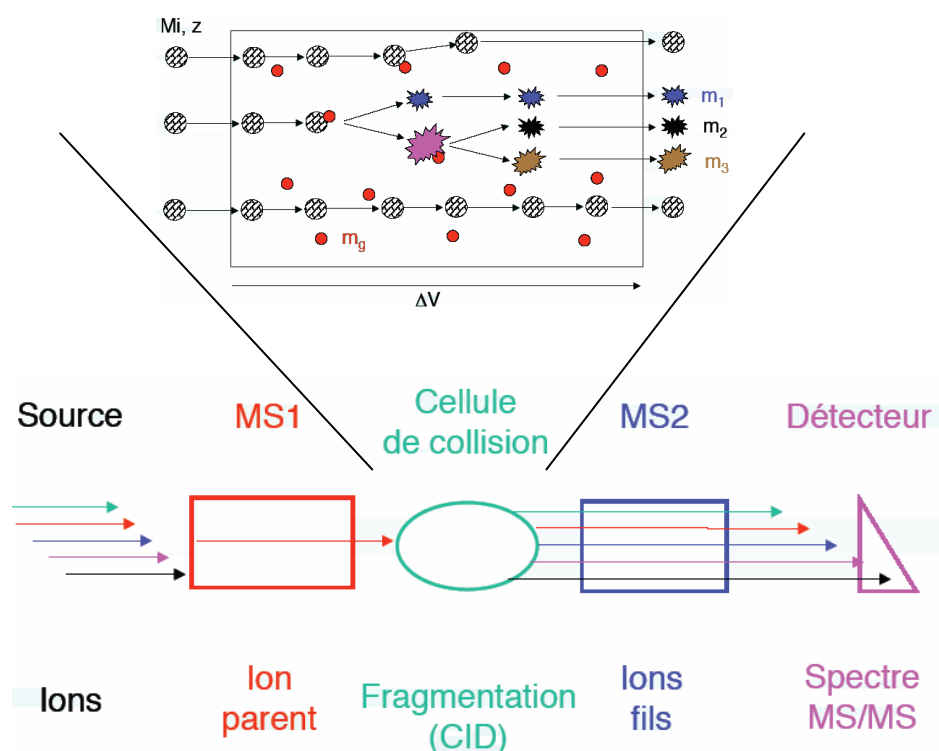 Mi, z
m1
m2
m3
mg
ΔV
Source
MS1
Cellule
de collision
MS2
Détecteur
Ions
Ion
parent
Fragmentation
(CID)
Ions
fils
Spectre
MS/MS